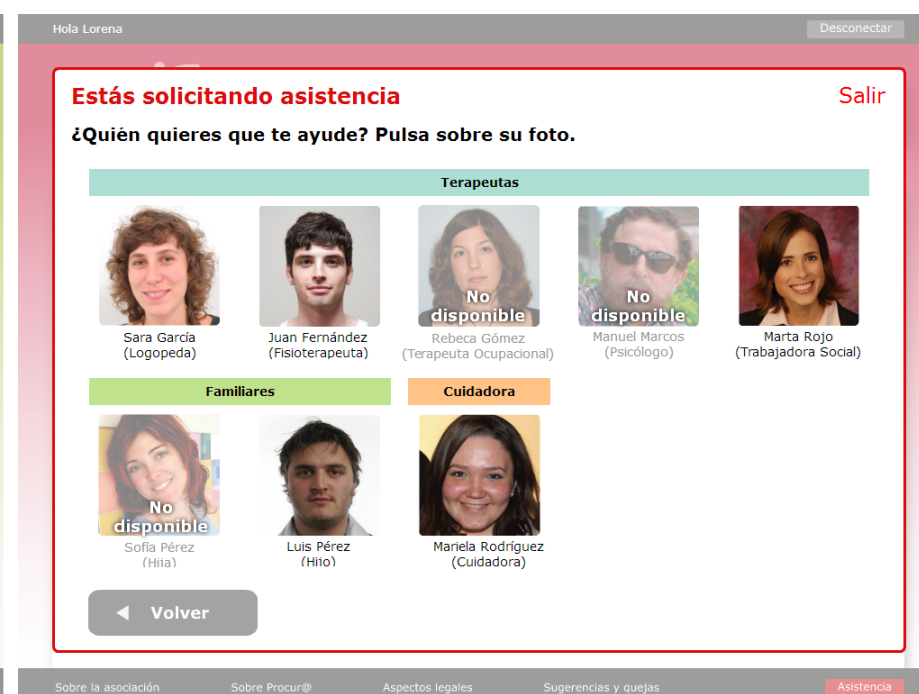 Hola Lorena
Desconectar
Estás solicitando asistencia
Salir
¿Quién quieres que te ayude? Pulsa sobre su foto.
Terapeutas
No disponible
No disponible
Sara García
(Logopeda)
Juan Fernández
(Fisioterapeuta)
Rebeca Gómez
(Terapeuta Ocupacional)
Manuel Marcos
(Psicólogo)
Marta Rojo
(Trabajadora Social)
Familiares
Cuidadora
No disponible
Sofía Pérez
(Hija)
Luis Pérez
(Hijo)
Mariela Rodríguez
(Cuidadora)
Volver
Sobre la asociación
Sobre Procur@
Aspectos legales
Sugerencias y quejas
Asistencia